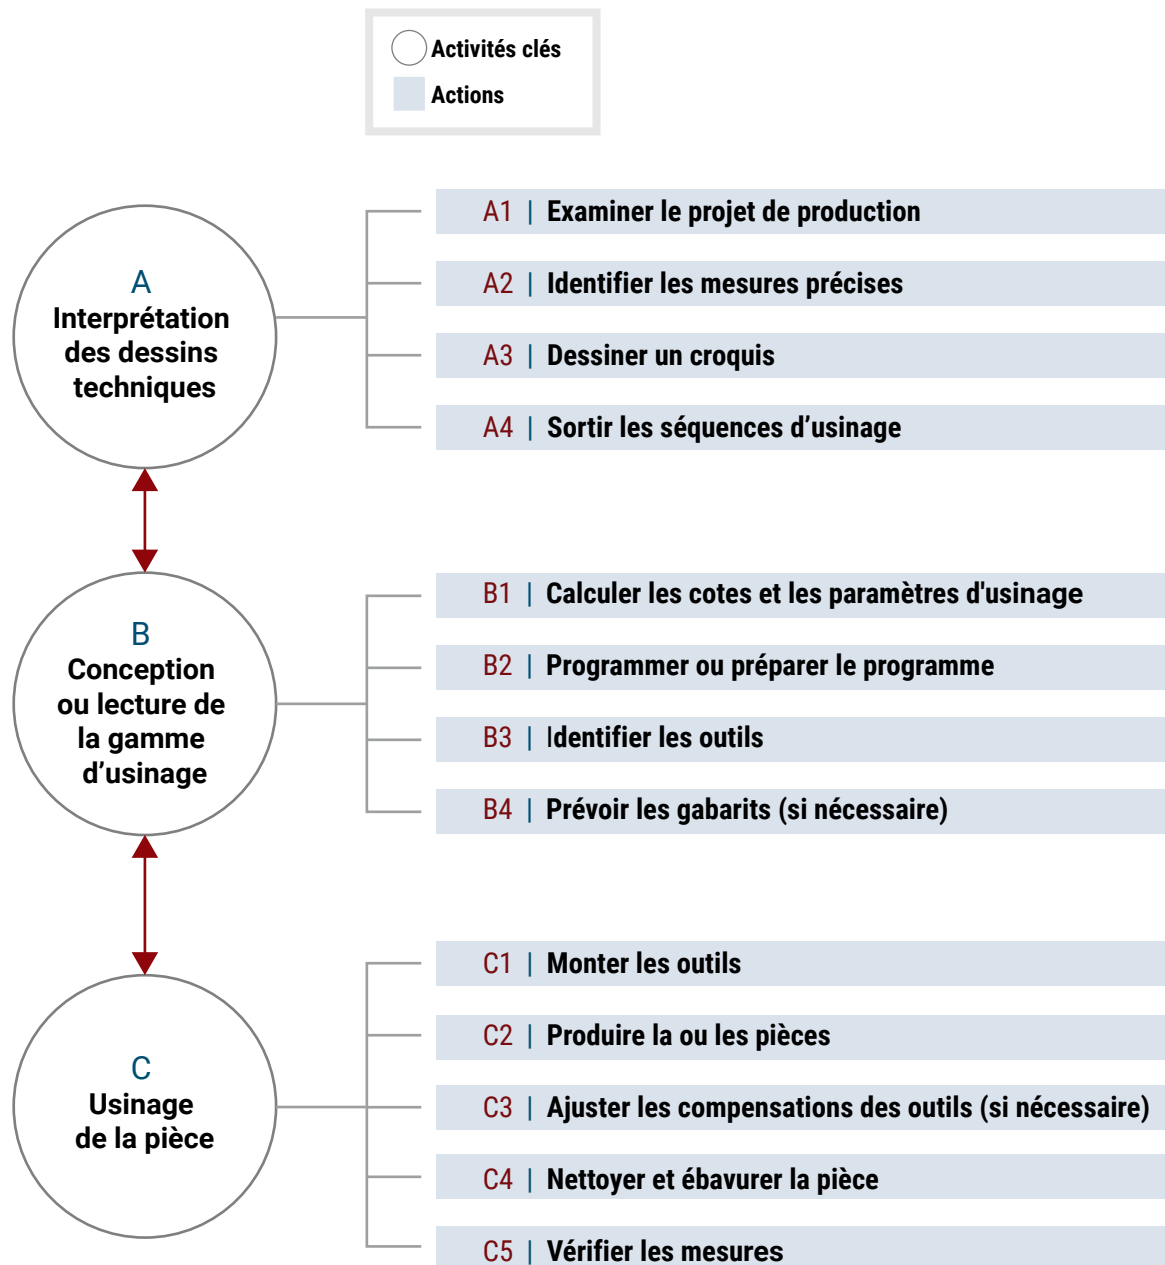 Activités clés
Actions
A
Interprétation
des dessins
techniques
A1 | Examiner le projet de production
A2 | Identifier les mesures précises
A3 | Dessiner un croquis
A4 | Sortir les séquences d’usinage
B
Conception
ou lecture de
la gamme
d’usinage
B1 | Calculer les cotes et les paramètres d'usinage
B2 | Programmer ou préparer le programme
B3 | Identifier les outils
B4 | Prévoir les gabarits (si nécessaire)
C
Usinage
de la pièce
C1 | Monter les outils
C2 | Produire la ou les pièces
C3 | Ajuster les compensations des outils (si nécessaire)
C4 | Nettoyer et ébavurer la pièce
C5 | Vérifier les mesures